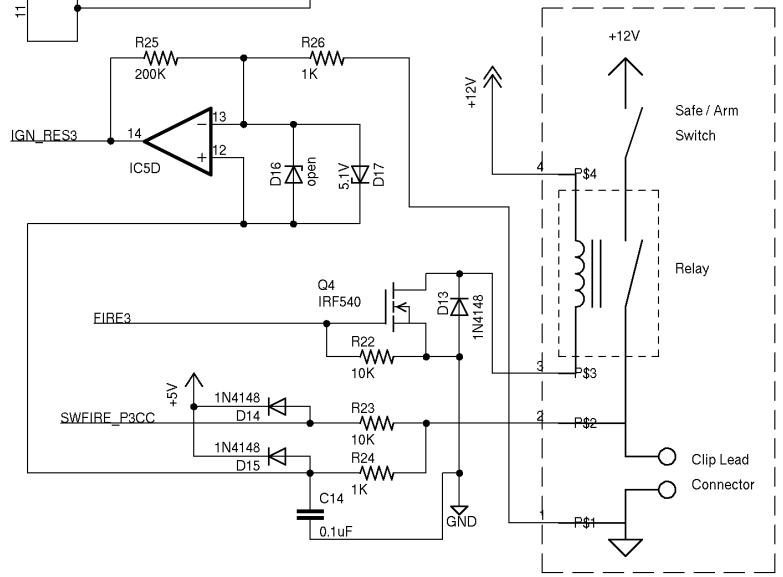 11
R25
200K
R26
1K
+12V
+12V
Safe / Arm
Switch
IGN_RES3
14
13
12
IC5D
D16
open
5.1V
D17
4
P$4
Relay
Q4
IRF540
D13
1N4148
FIRE3
R22
10K
3
P$3
+5V
1N4148
D14
SWFIRE_P3CC
R23
10K
2
P$2
1N4148
D15
R24
1K
Clip Lead
Connector
C14
0.1uF
GND
1
P$1